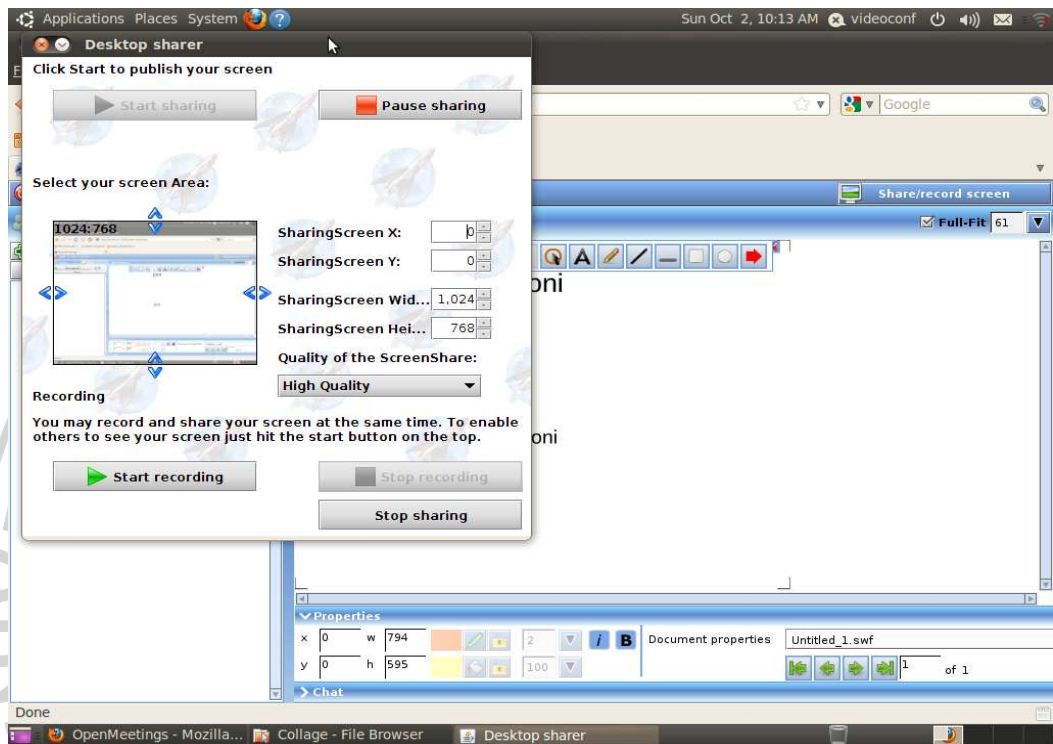 Applications Places System
Sun Oct 2, 10:13 AM videoconf
Desktop sharer
Click Start to publish your screen
Start sharing
Pause sharing
Google
Select your screen Area:
Share/record screen
Full-Fit 61
1024:768
SharingScreen X: 0
SharingScreen Y: 0
SharingScreen Wid... 1,024
SharingScreen Hei... 768
Quality of the ScreenShare:
High Quality
oni
Recording
You may record and share your screen at the same time. To enable
others to see your screen just hit the start button on the top.
oni
Start recording
Stop recording
Stop sharing
Properties
x 0 w 794 2 i B Document properties Untitled_1.swf
y 0 h 595 100 1 of 1
Chat
Done
OpenMeetings - Mozilla... Collage - File Browser Desktop sharer